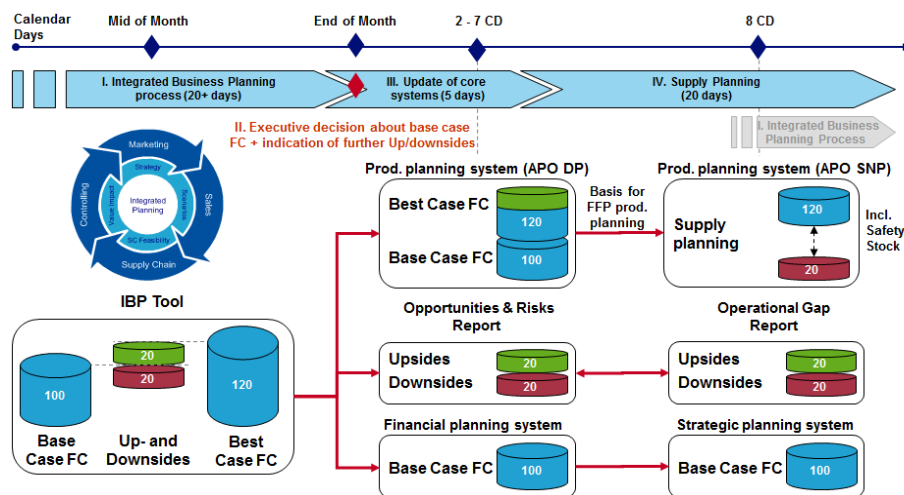 Calendar
Days
Mid of Month
End of Month
2 - 7 CD
8 CD
I. Integrated Business Planning
process (20+ days)
III. Update of core
systems (5 days)
IV. Supply Planning
(20 days)
II. Executive decision about base case
FC + indication of further Up/downsides
I. Integrated Business
Planning Process
Marketing
Strategy
Controlling
Value Impact
Integrated
Planning
Scenarios
Sales
SC Feasibility
Supply Chain
IBP Tool
100
20
20
120
Base
Case FC
Up- and
Downsides
Best
Case FC
Prod. planning system (APO DP)
Best Case FC
120
Base Case FC
100
Basis for
FFP prod.
planning
Prod. planning system (APO SNP)
Supply
planning
120
20
Incl.
Safety
Stock
Opportunities & Risks
Report
Upsides
20
Downsides
20
Operational Gap
Report
Upsides
20
Downsides
20
Financial planning system
Base Case FC
100
Strategic planning system
Base Case FC
100